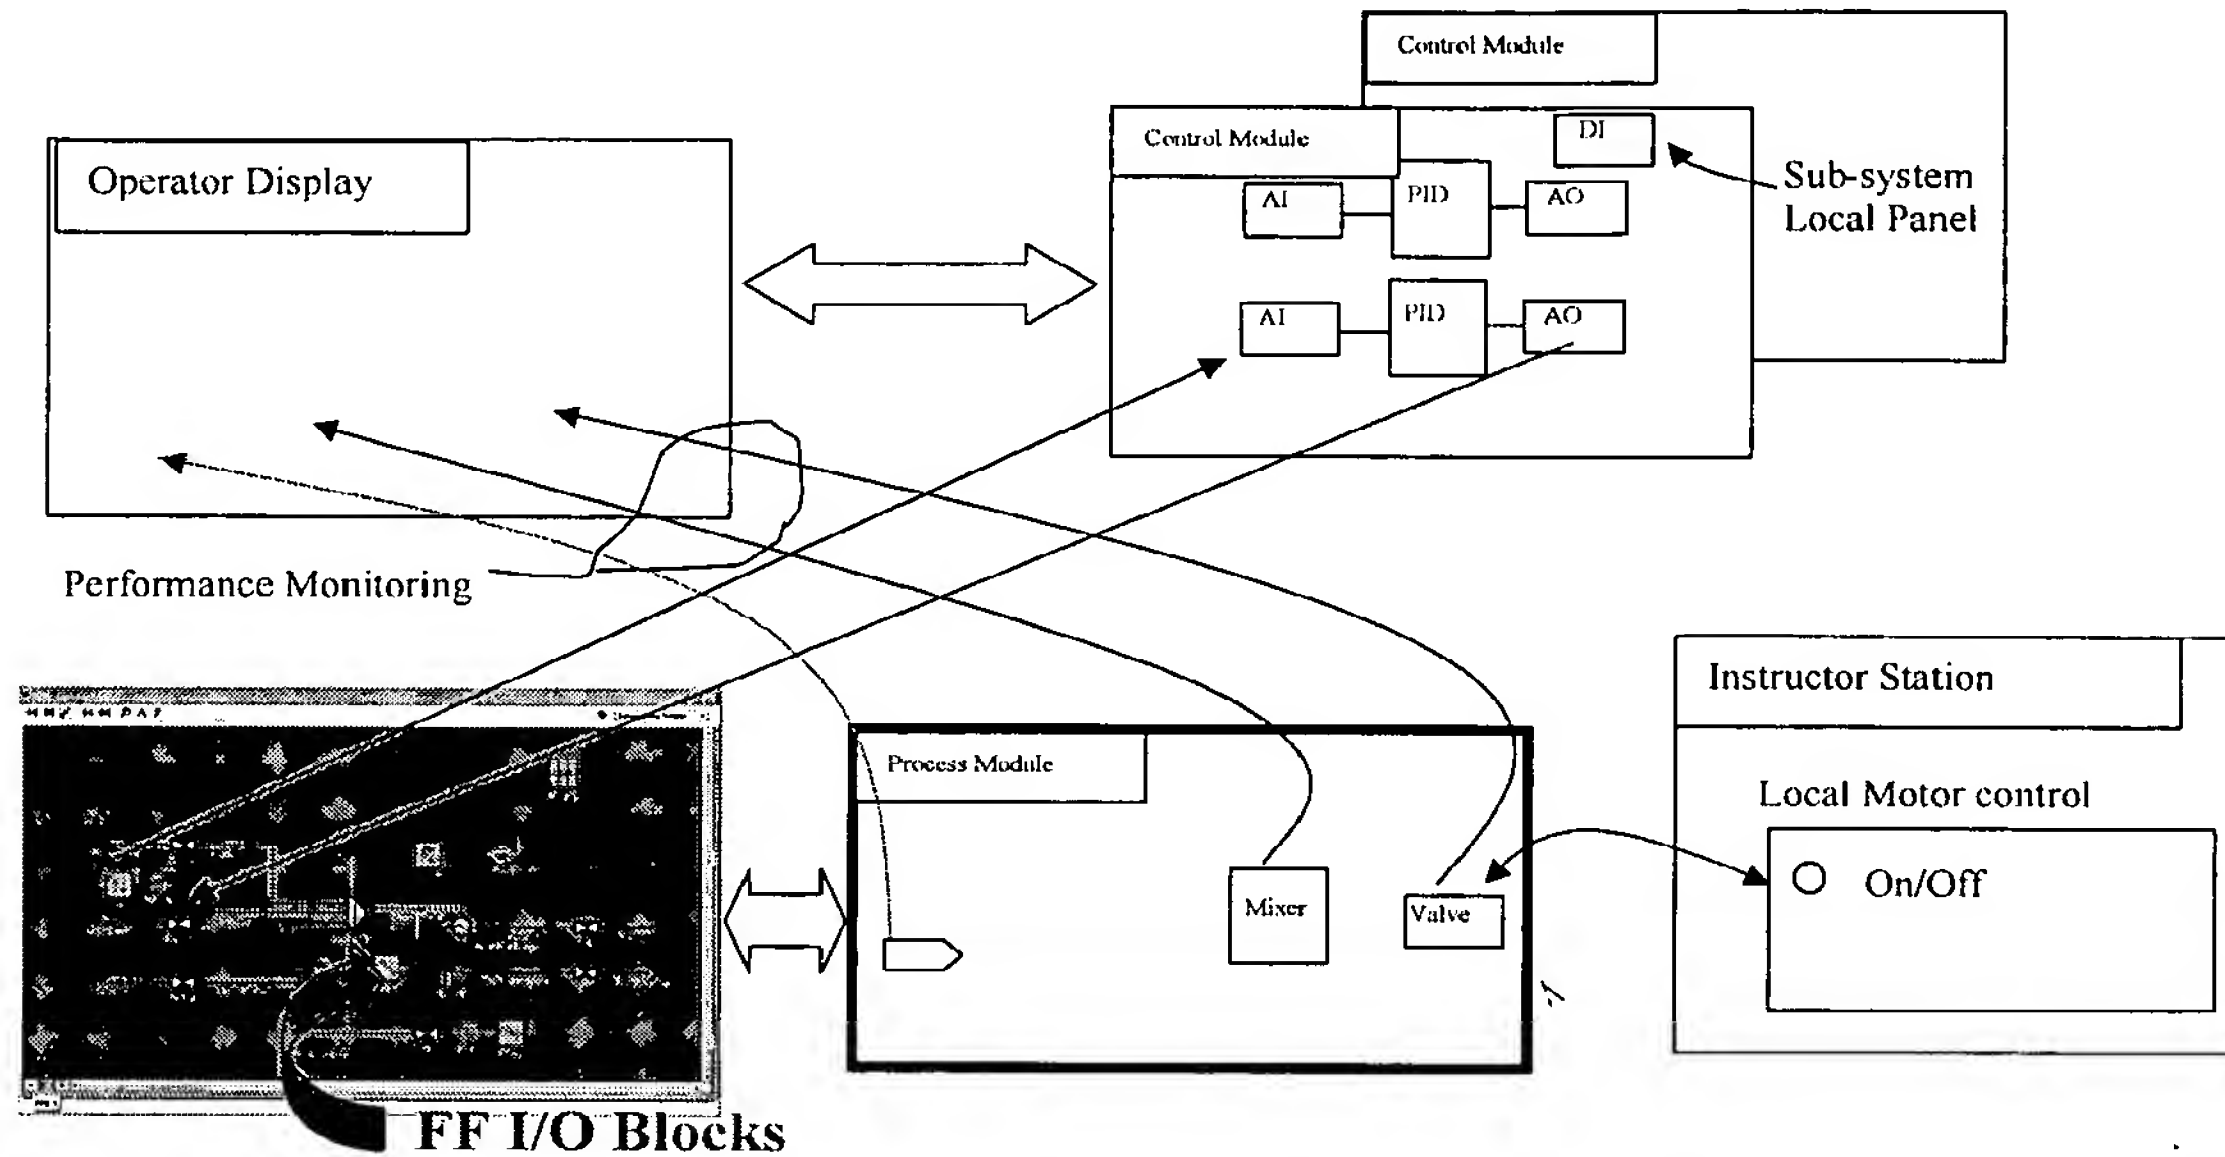 Control Module
Control Module
DI
Operator Display
AI
PID
AO
Sub-system
Local Panel
AI
PID
AO
Performance Monitoring
Instructor Station
Process Module
Local Motor control
On/Off
Mixer
Valve
FF I/O Blocks